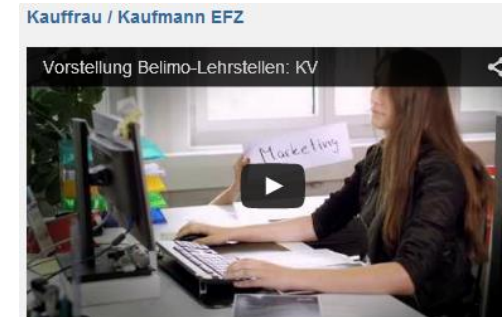 Kauffrau / Kaufmann EFZ
Vorstellung Belimo-Lehrstellen: KV
Marketing